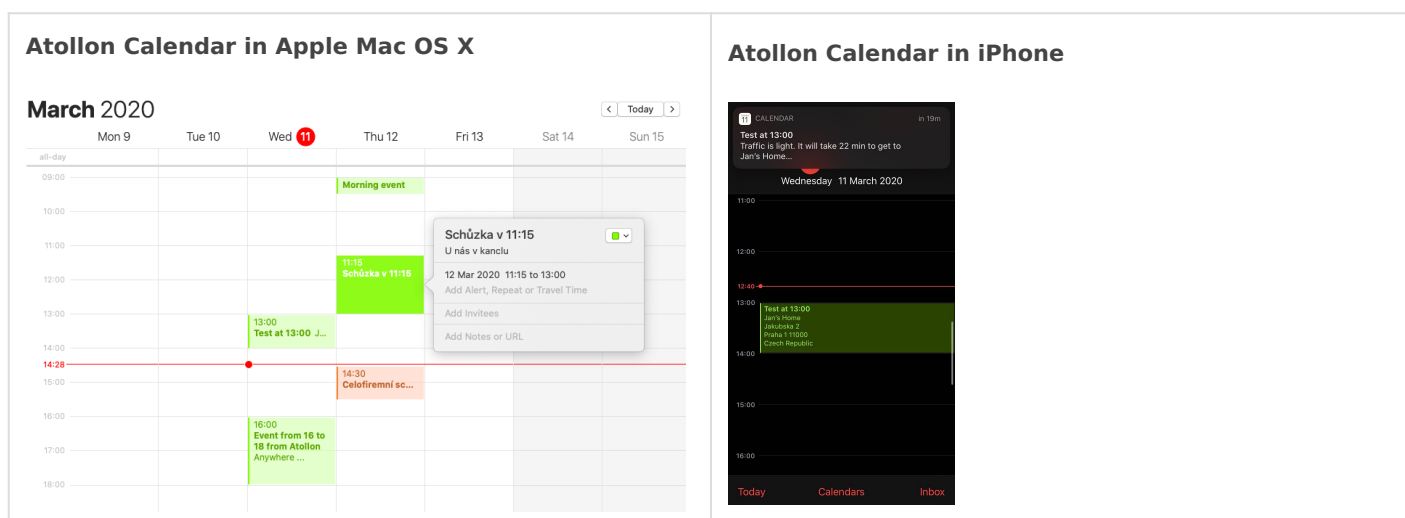 Atollon Calendar in Apple Mac OS X
March 2020
< Today >
Mon 9 Tue 10 Wed 11 Thu 12 Fri 13 Sat 14 Sun 15
all-day
09:00
Morning event
10:00
11:00
11:15
Schůzka v 11:15
12:00
13:00
13:00
Test at 13:00 J...
14:00
14:28
14:30
Celofiremní sc...
15:00
16:00
16:00
Event from 16 to
18 from Atollon
Anywhere ...
17:00
18:00
Schůzka v 11:15
U nás v kanclu
12 Mar 2020 11:15 to 13:00
Add Alert, Repeat or Travel Time
Add Invitees
Add Notes or URL
Atollon Calendar in iPhone
11 CALENDAR in 19m
Test at 13:00
Traffic is light. It will take 22 min to get to
Jan's Home...
Wednesday 11 March 2020
11:00
12:00
12:40
13:00
Test at 13:00
Jan's Home
Jakubska 2
Praha 1 11000
Czech Republic
14:00
15:00
16:00
Today Calendars Inbox